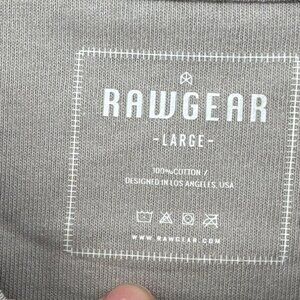 RAWGEAR
-LARGE-
100% COTTON /
DESIGNED IN LOS ANGELES, USA
WWW.RAWGEAR.COM